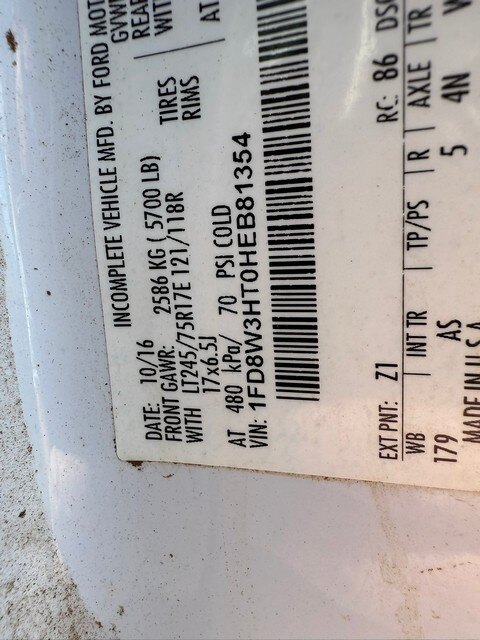 INCOMPLETE VEHICLE MFD. BY FORD MOT
DATE: 10/16 GVW
FRONT GAWR: 2586 KG ( 5700 LB) REAR
WITH LT245/75R17E 121/118R TIRES WIT
17x6.5J RIMS
AT 480 kPa/ 70 PSI COLD AT
VIN: 1FD8W3HT0HEB81354
EXT PNT: Z1 RC: 86 DS
WB INT TR TP/PS R AXLE TR
179 AS 5 4N
MADE IN U.S.A.